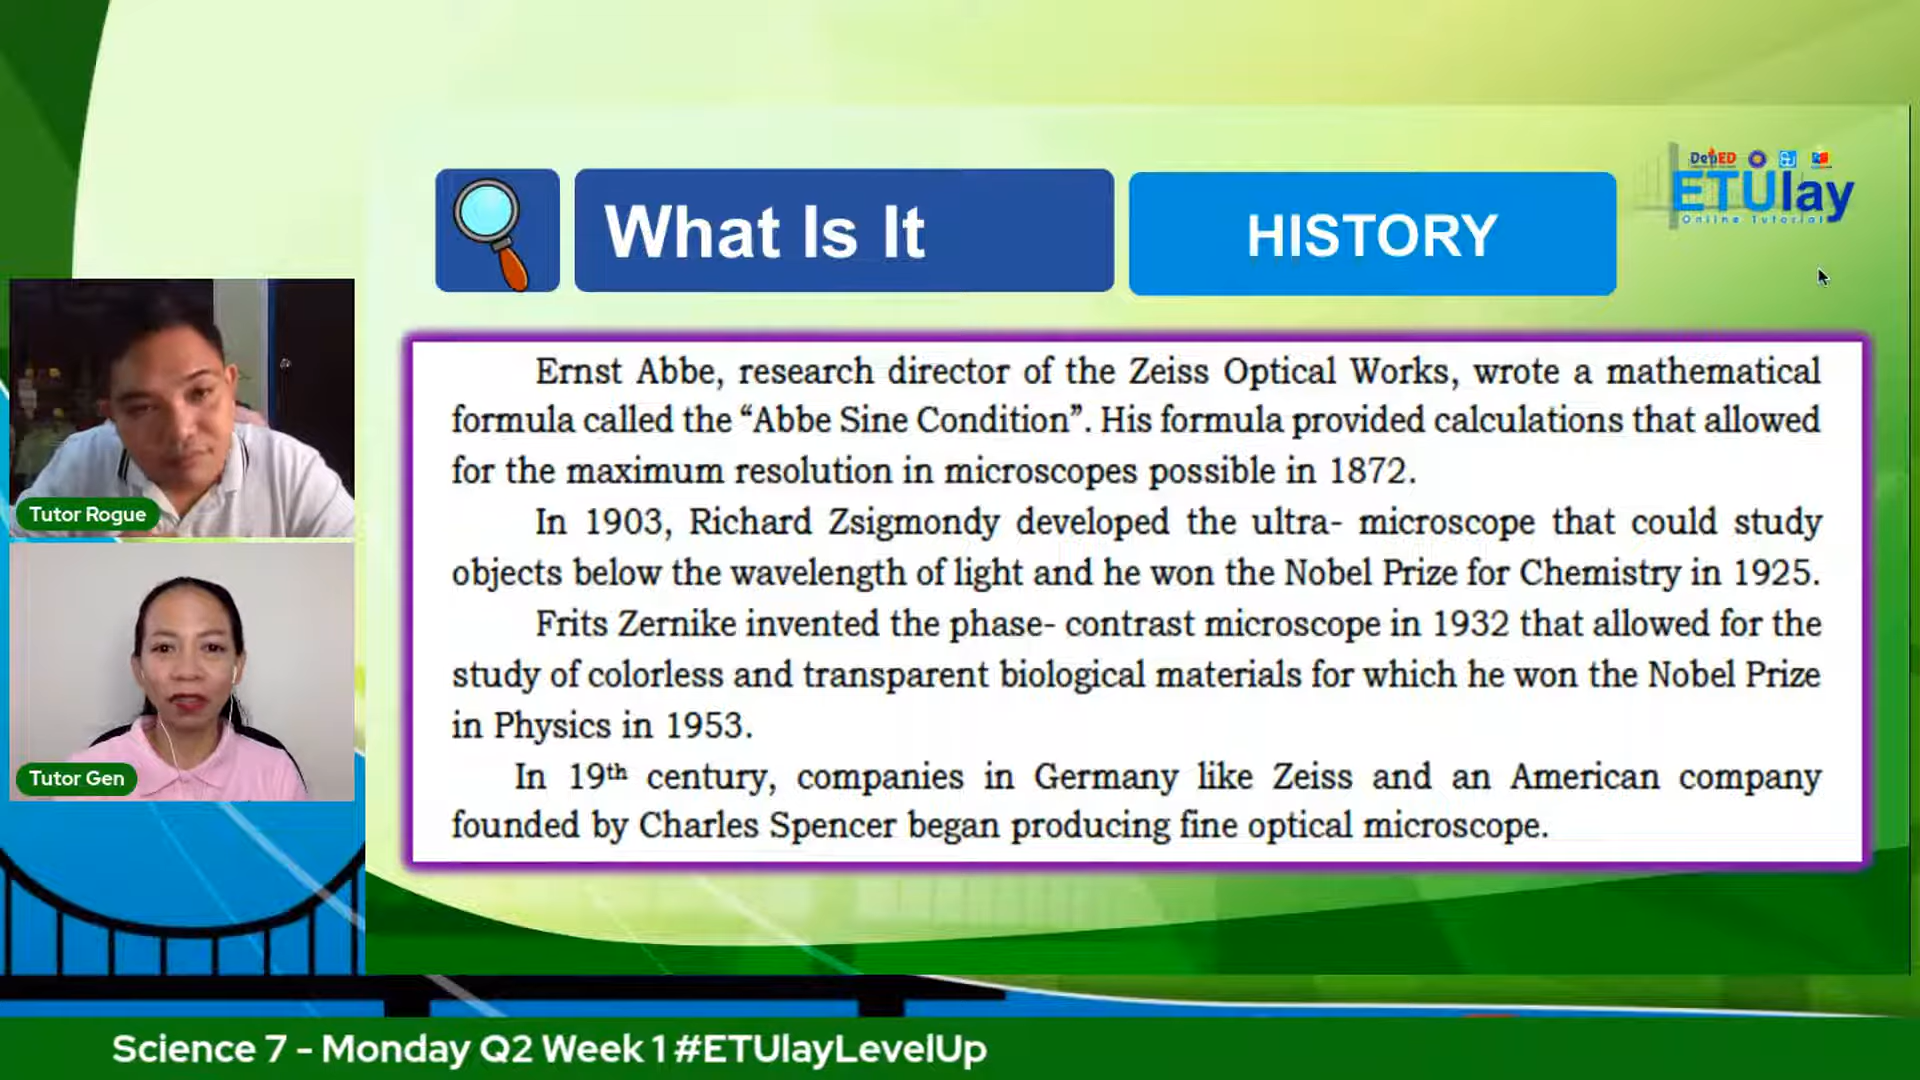 DepED
ETUlay
Online Tutorial
What Is It
HISTORY
Ernst Abbe, research director of the Zeiss Optical Works, wrote a mathematical
formula called the “Abbe Sine Condition”. His formula provided calculations that allowed
for the maximum resolution in microscopes possible in 1872.
In 1903, Richard Zsigmondy developed the ultra- microscope that could study
objects below the wavelength of light and he won the Nobel Prize for Chemistry in 1925.
Frits Zernike invented the phase- contrast microscope in 1932 that allowed for the
study of colorless and transparent biological materials for which he won the Nobel Prize
in Physics in 1953.
In 19th century, companies in Germany like Zeiss and an American company
founded by Charles Spencer began producing fine optical microscope.
Tutor Rogue
Tutor Gen
Science 7 - Monday Q2 Week 1 #ETUlayLevelUp